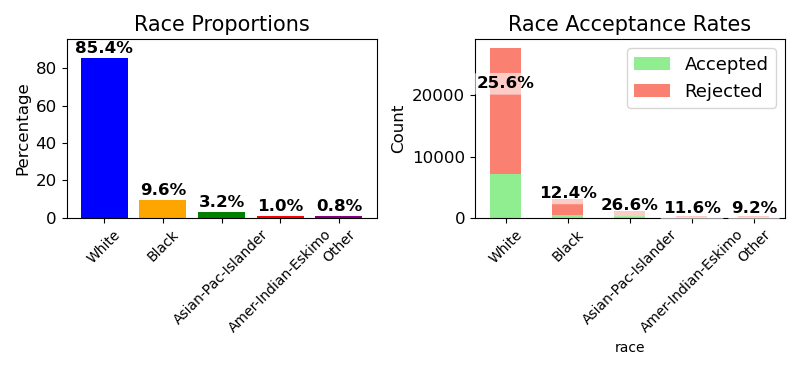 Race Proportions
85.4%
9.6%
3.2%
1.0%
0.8%
80
60
40
20
0
Percentage
White
Black
Asian-Pac-Islander
Amer-Indian-Eskimo
Other
Race Acceptance Rates
Accepted
Rejected
25.6%
12.4%
26.6%
11.6%
9.2%
20000
10000
0
Count
White
Black
Asian-Pac-Islander
Amer-Indian-Eskimo
Other
race